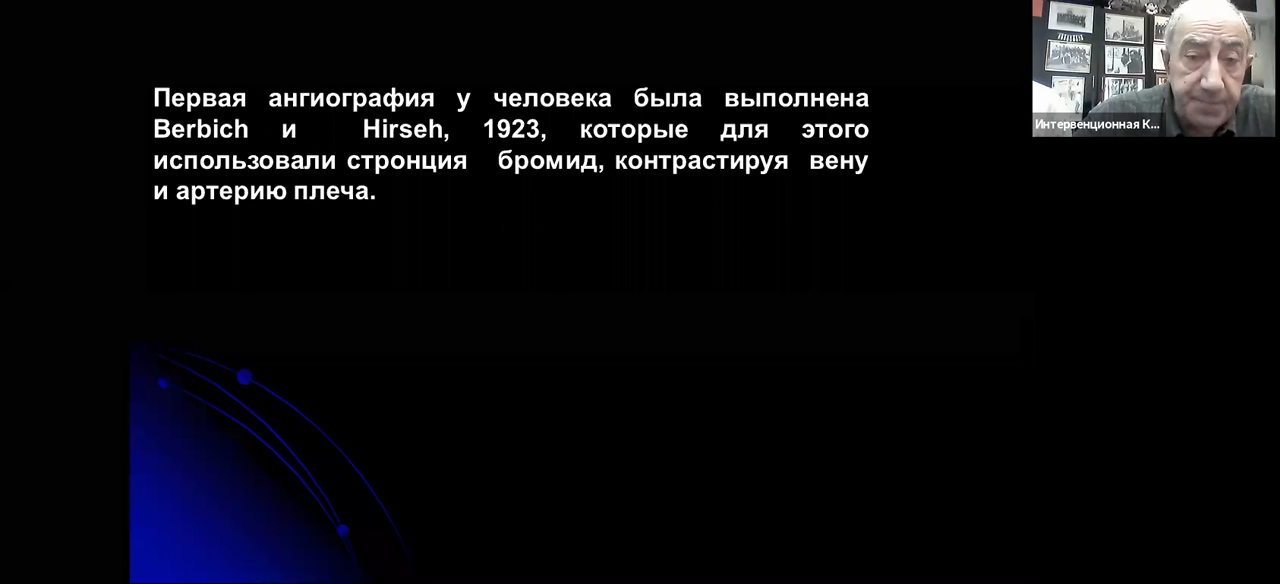 Первая ангиография у человека была выполнена
Berbich и Hirseh, 1923, которые для этого
использовали стронция бромид, контрастируя вену
и артерию плеча.
Интервенционная К...